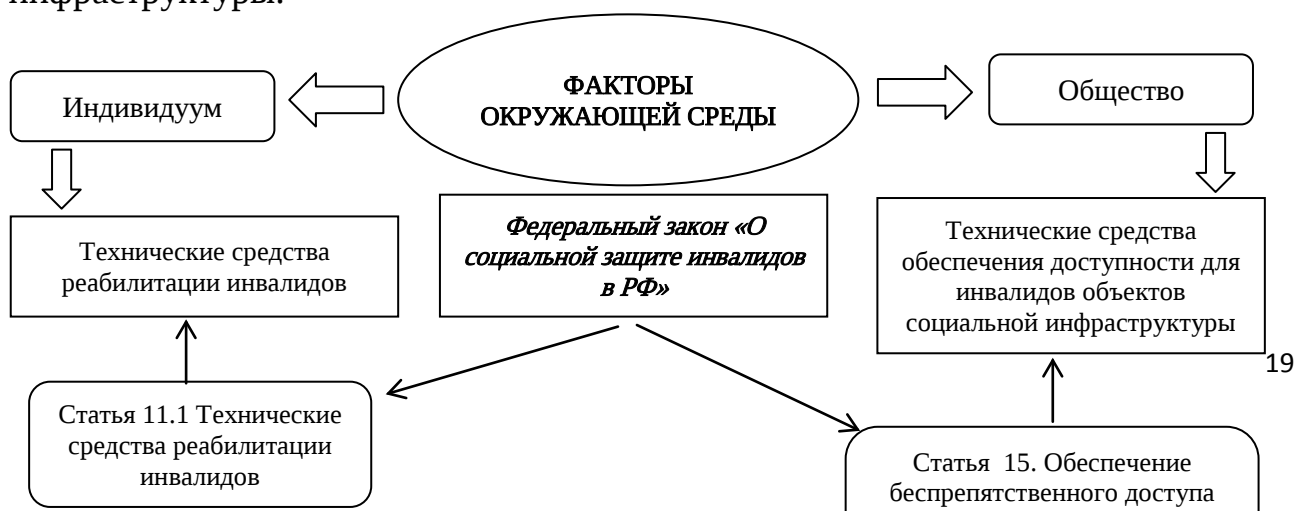 инфраструктуры.
ФАКТОРЫ
ОКРУЖАЮЩЕЙ СРЕДЫ
Индивидуум
Общество
Технические средства
реабилитации инвалидов
Федеральный закон «О
социальной защите инвалидов
в РФ»
Технические средства
обеспечения доступности для
инвалидов объектов
социальной инфраструктуры
19
Статья 11.1 Технические
средства реабилитации
инвалидов
Статья 15. Обеспечение
беспрепятственного доступа